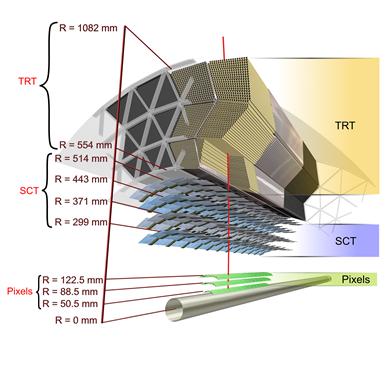 R = 1082 mm
TRT
TRT
R = 554 mm
R = 514 mm
R = 443 mm
SCT
R = 371 mm
R = 299 mm
SCT
R = 122.5 mm
Pixels
Pixels
R = 88.5 mm
R = 50.5 mm
R = 0 mm